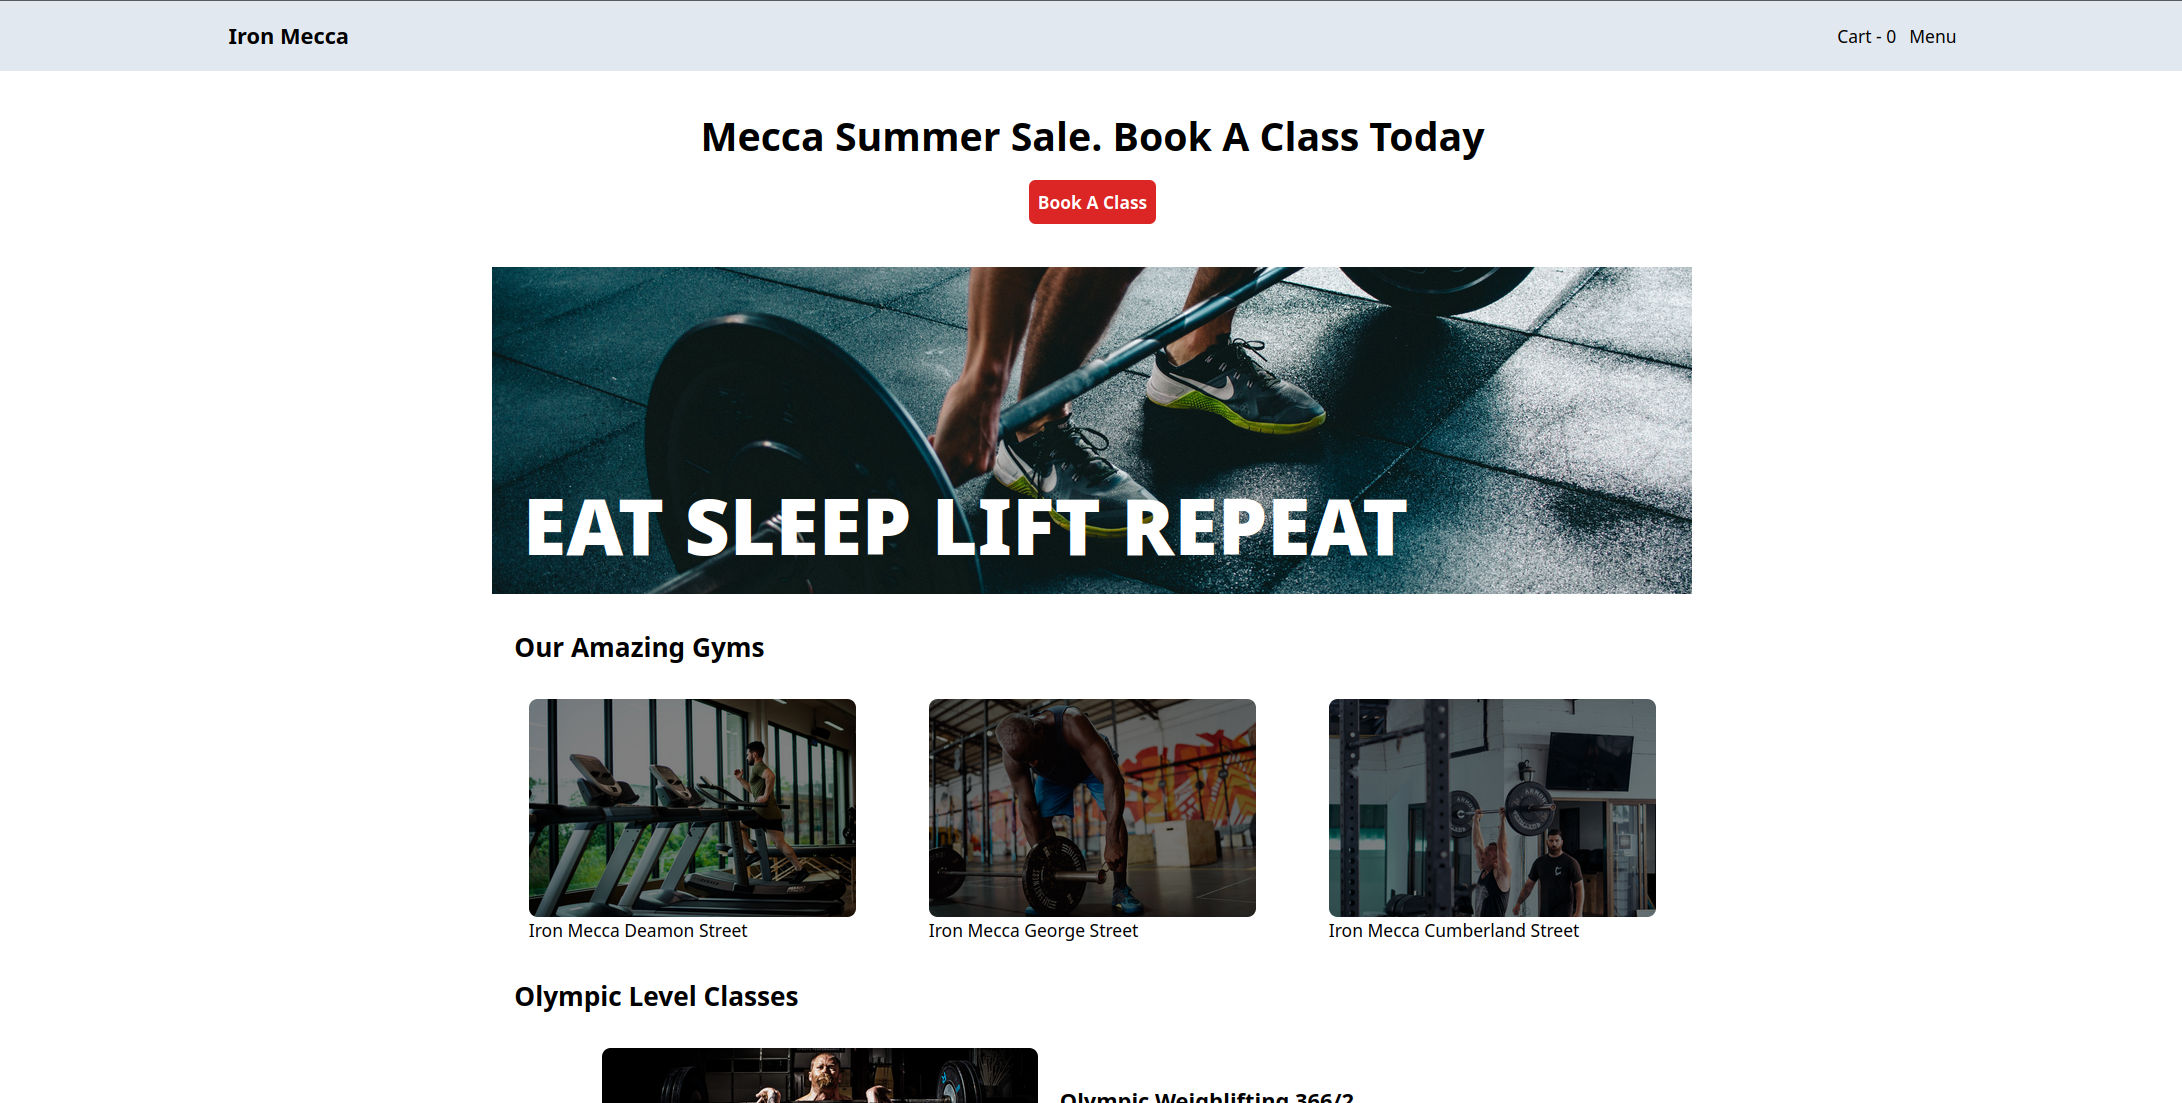 Iron Mecca
Cart - 0 Menu
Mecca Summer Sale. Book A Class Today
Book A Class
EAT SLEEP LIFT REPEAT
Our Amazing Gyms
Iron Mecca Deamon Street
Iron Mecca George Street
Iron Mecca Cumberland Street
Olympic Level Classes
Olympic Weighlifting 366/2